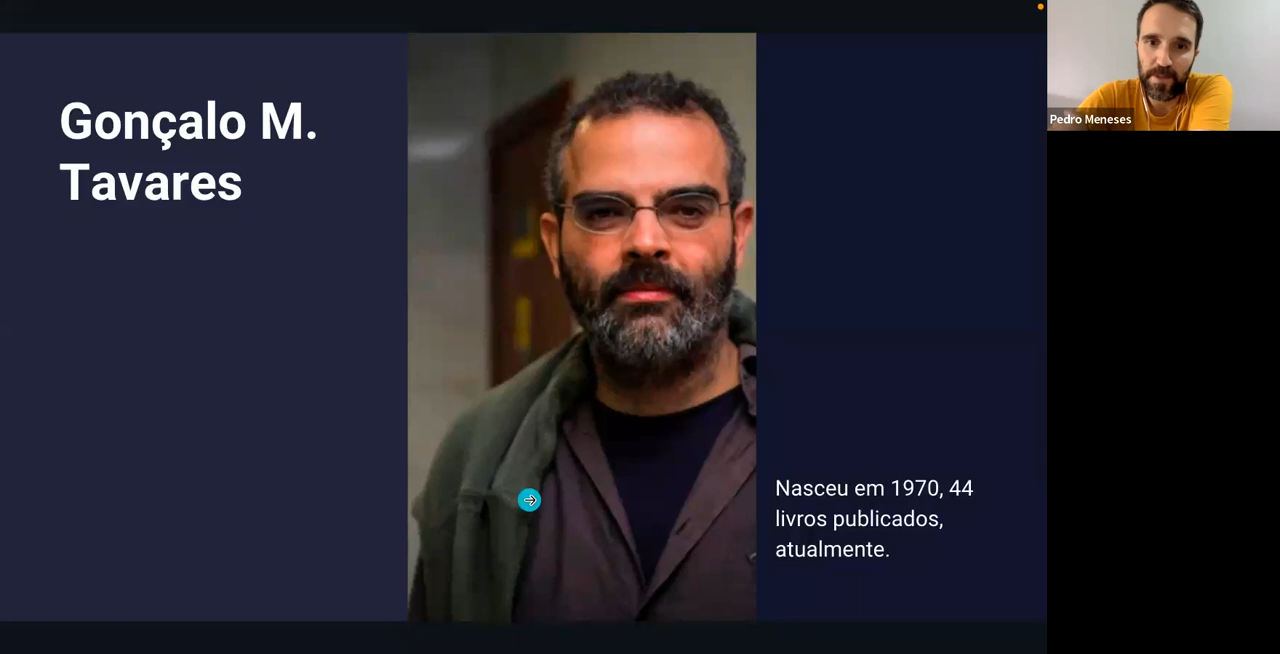 Gonçalo M.
Tavares
Nasceu em 1970, 44
livros publicados,
atualmente.
Pedro Meneses